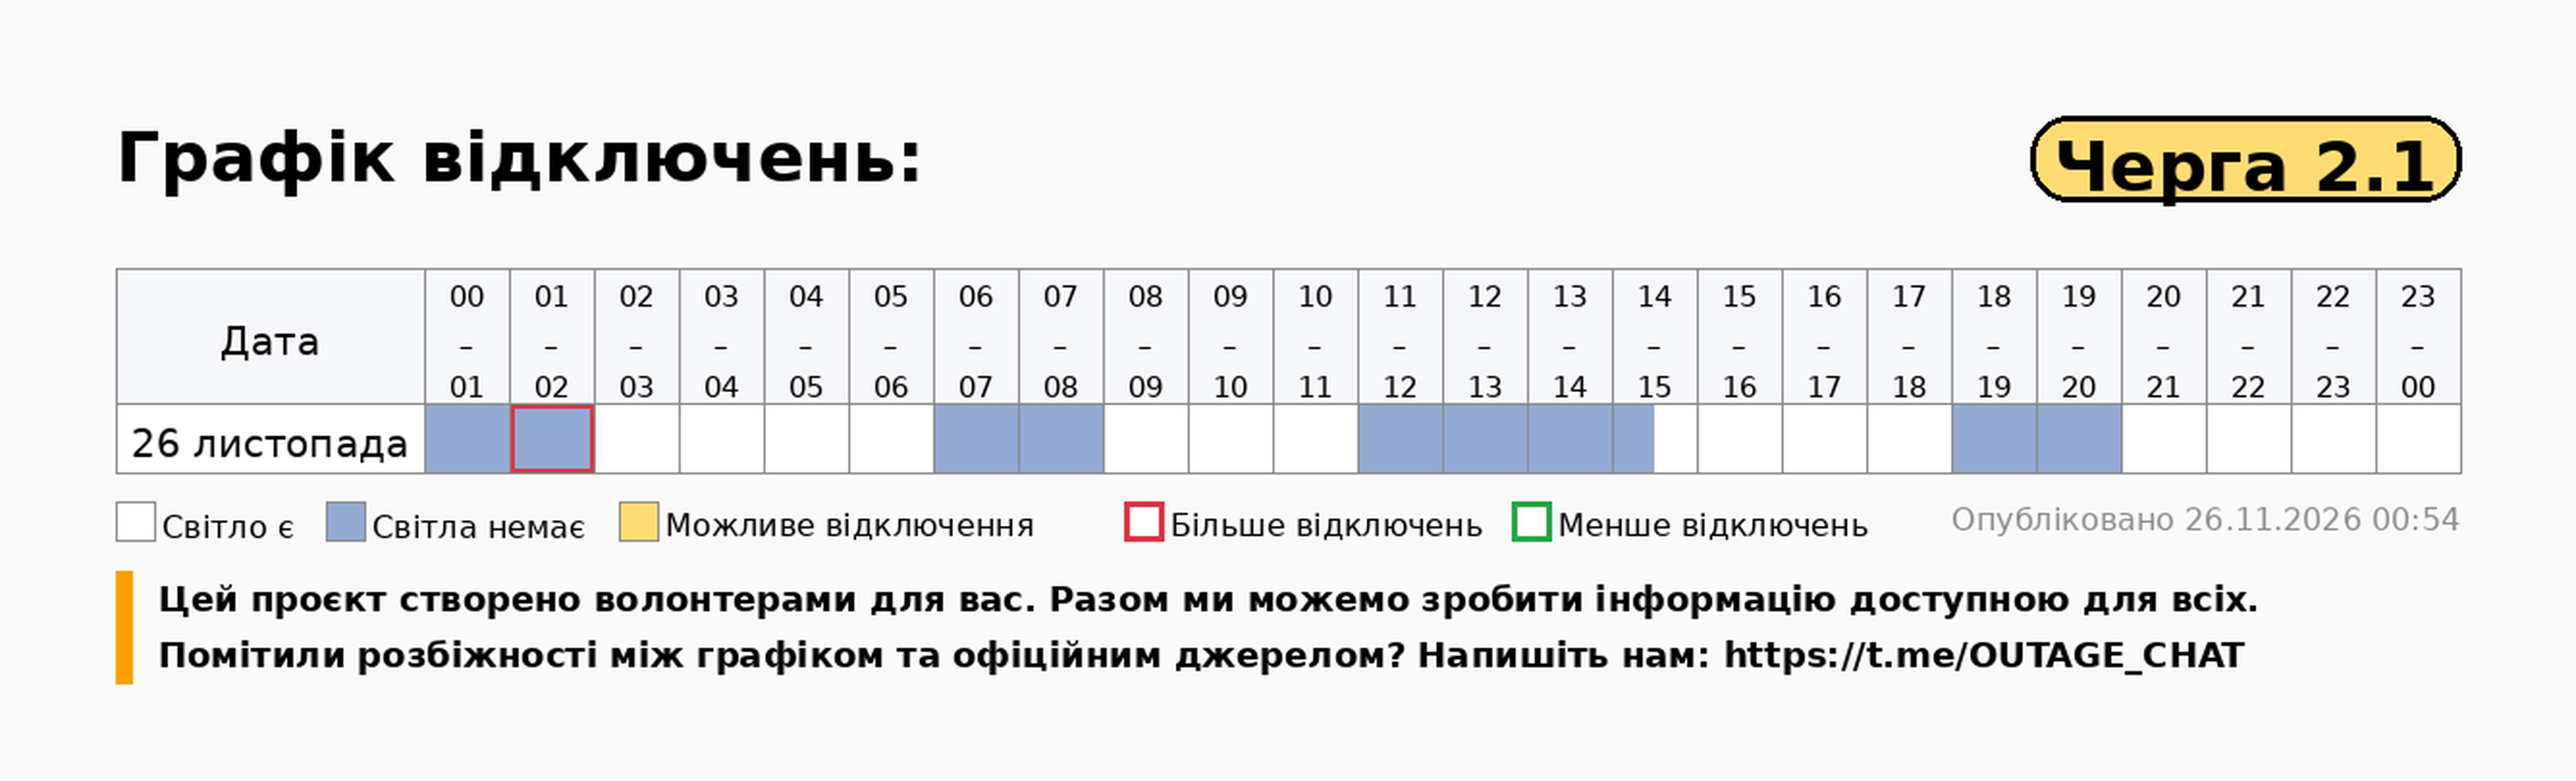 Графік відключень:
Черга 2.1
Дата
00 – 01
01 – 02
02 – 03
03 – 04
04 – 05
05 – 06
06 – 07
07 – 08
08 – 09
09 – 10
10 – 11
11 – 12
12 – 13
13 – 14
14 – 15
15 – 16
16 – 17
17 – 18
18 – 19
19 – 20
20 – 21
21 – 22
22 – 23
23 – 00
26 листопада
Світло є
Світла немає
Можливе відключення
Більше відключень
Менше відключень
Опубліковано 26.11.2026 00:54
Цей проєкт створено волонтерами для вас. Разом ми можемо зробити інформацію доступною для всіх.
Помітили розбіжності між графіком та офіційним джерелом? Напишіть нам: https://t.me/OUTAGE_CHAT